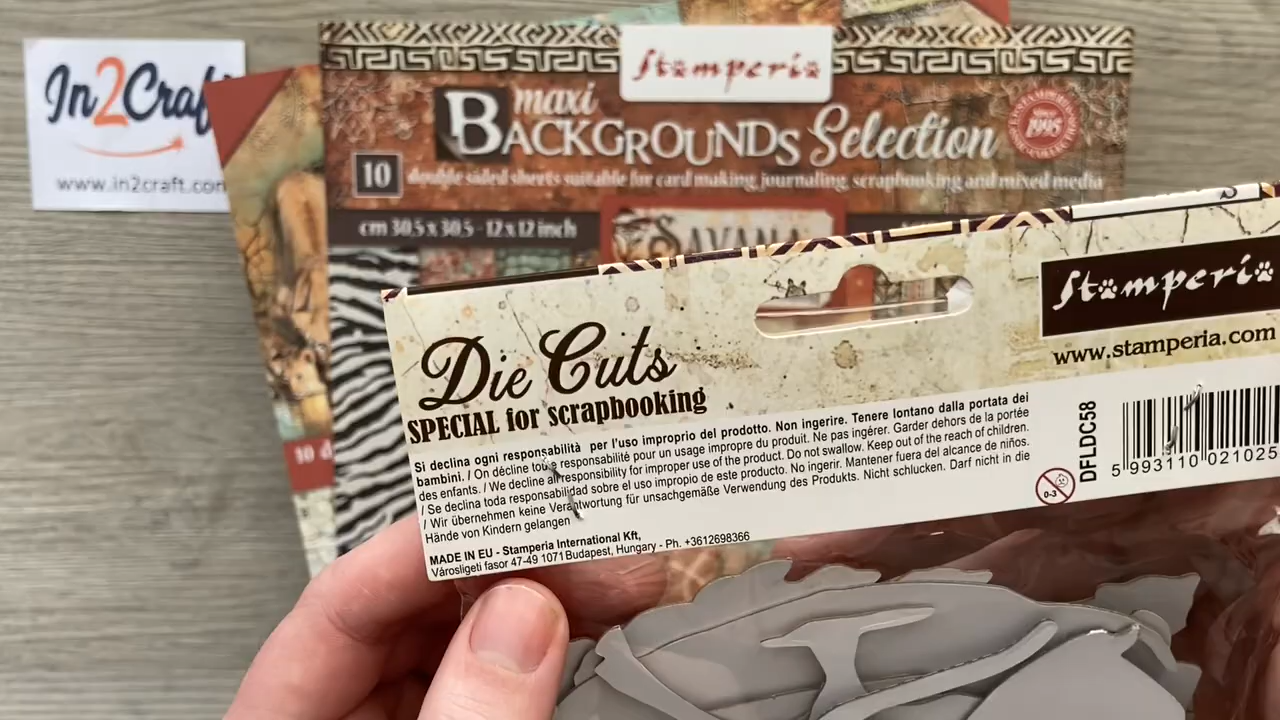 In2Craf
www.in2craft.con
Stamperia
maxi
BACKGROUNDS Selection
1995
10
double sided sheets suitable for card making, journaling, scrapbooking and mixed media
cm 30.5 x 30.5 - 12 x 12 inch
SAVANA
10 d
Stamperia
www.stamperia.com
Die Cuts
SPECIAL for scrapbooking
Si declina ogni responsabilità per l'uso improprio del prodotto. Non ingerire. Tenere lontano dalla portata dei
bambini. / On décline toute responsabilité pour un usage impropre du produit. Ne pas ingérer. Garder dehors de la portée
des enfants. / We decline all responsibility for improper use of the product. Do not swallow. Keep out of the reach of children.
/ Se declina toda responsabilidad sobre el uso impropio de este producto. No ingerir. Mantener fuera del alcance de niños.
/ Wir übernehmen keine Verantwortung für unsachgemäße Verwendung des Produkts. Nicht schlucken. Darf nicht in die
Hände von Kindern gelangen
MADE IN EU - Stamperia International Kft,
Városligeti fasor 47-49 1071 Budapest, Hungary - Ph. +3612698366
0-3
DFLDC58
5 993110 021025